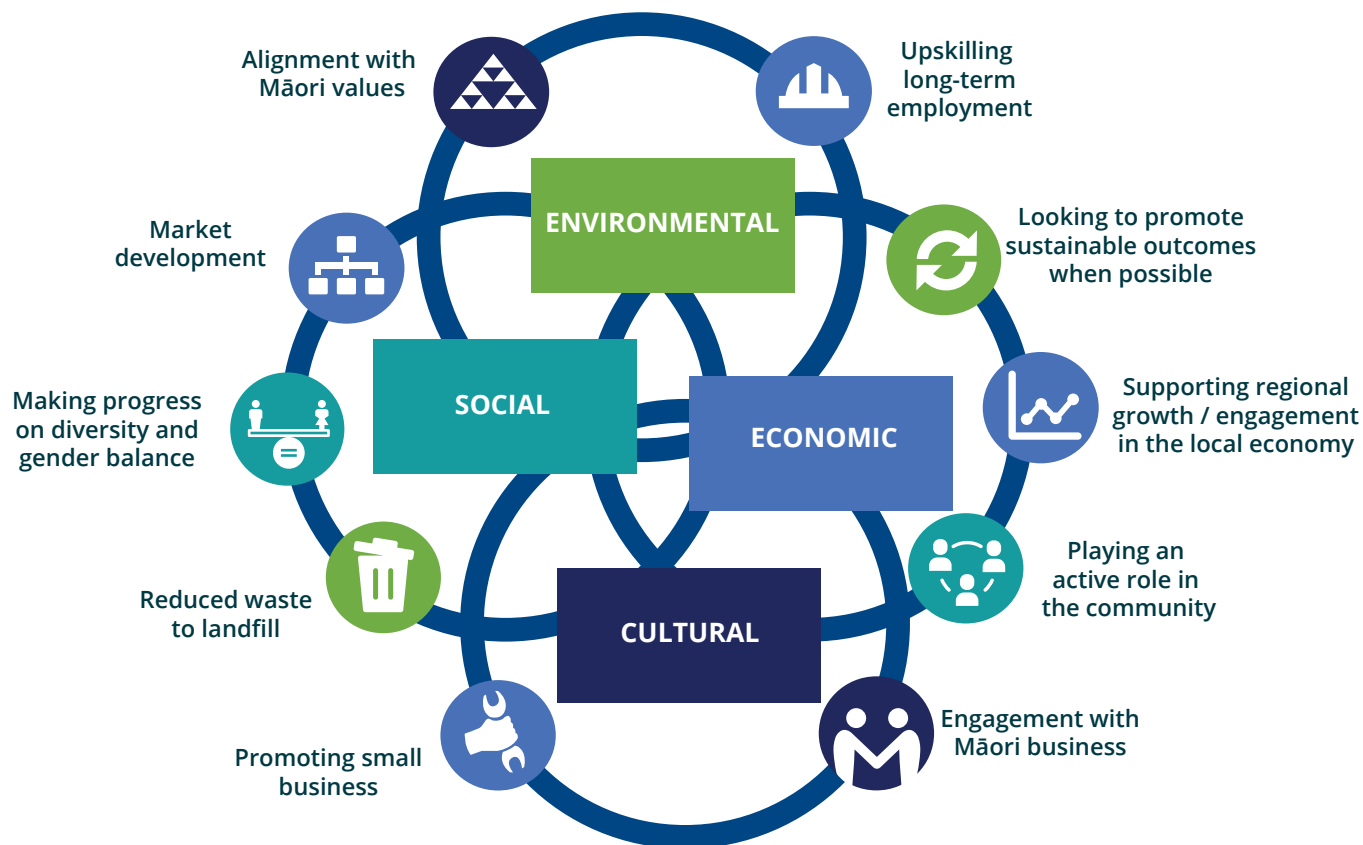 Alignment with
Māori values
Upskilling
long-term
employment
ENVIRONMENTAL
Market
development
Looking to promote
sustainable outcomes
when possible
SOCIAL
ECONOMIC
Making progress
on diversity and
gender balance
Supporting regional
growth / engagement
in the local economy
Reduced waste
to landfill
CULTURAL
Playing an
active role in
the community
Promoting small
business
Engagement with
Māori business